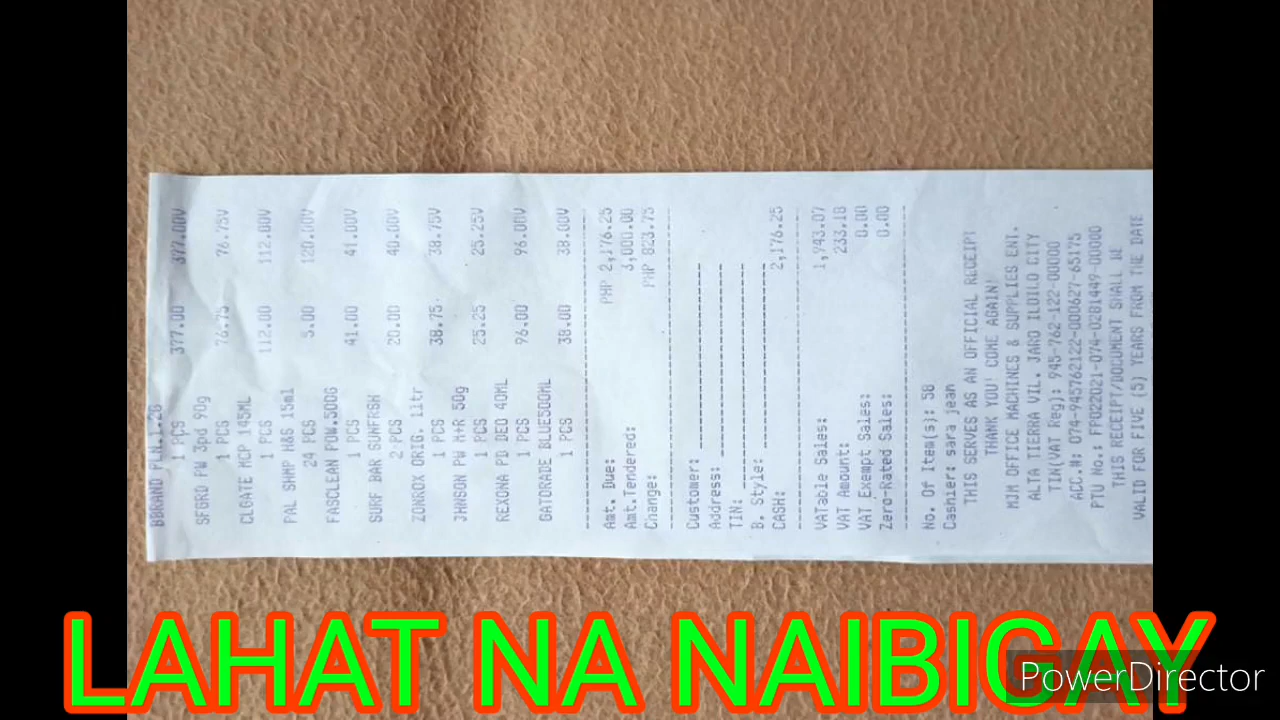 BBRAND PLN.1.2G
1 PCS 377.00 377.00V
SFGRD PW 3pd 90g
1 PCS 76.75 76.75V
CLGATE MCP 145ML
1 PCS 112.00 112.00V
PAL SHMP H&S 15ml
24 PCS 5.00 120.00V
FASCLEAN POW.500G
1 PCS 41.00 41.00V
SURF BAR SUNFRSH
2 PCS 20.00 40.00V
ZONROX ORIG. 1ltr
1 PCS 38.75 38.75V
JHNSON PW M+R 50g
1 PCS 25.25 25.25V
REXONA PD DEO 40ML
1 PCS 96.00 96.00V
GATORADE BLUE500ML
1 PCS 38.00 38.00V
Amt. Due: PHP 2,176.25
Amt.Tendered: 3,000.00
Change: PHP 823.75
Customer:
Address:
TIN:
B. Style:
CASH: 2,176.25
VATable Sales: 1,943.07
VAT Amount: 233.18
VAT Exempt Sales: 0.00
Zero-Rated Sales: 0.00
No. Of Item(s): 58
Cashier: sara jean
THIS SERVES AS AN OFFICIAL RECEIPT
THANK YOU! COME AGAIN!
MJM OFFICE MACHINES & SUPPLIES ENT.
ALTA TIERRA VIL. JARO ILOILO CITY
TIN(VAT Reg): 945-762-122-00000
ACC.#: 074-945762122-000627-65175
PTU No.: FP022021-074-0281449-00000
THIS RECEIPT/DOCUMENT SHALL BE
VALID FOR FIVE (5) YEARS FROM THE DATE
LAHAT NA NAIBIGAY
PowerDirector